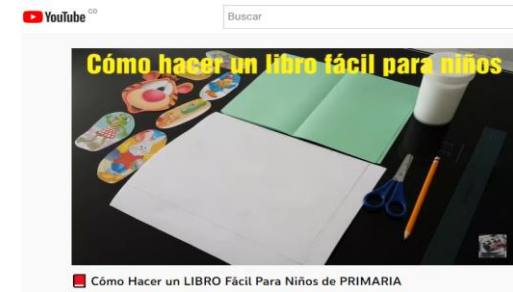 YouTube CO
Buscar
Cómo hacer un libro fácil para niños
Cómo Hacer un LIBRO Fácil Para Niños de PRIMARIA